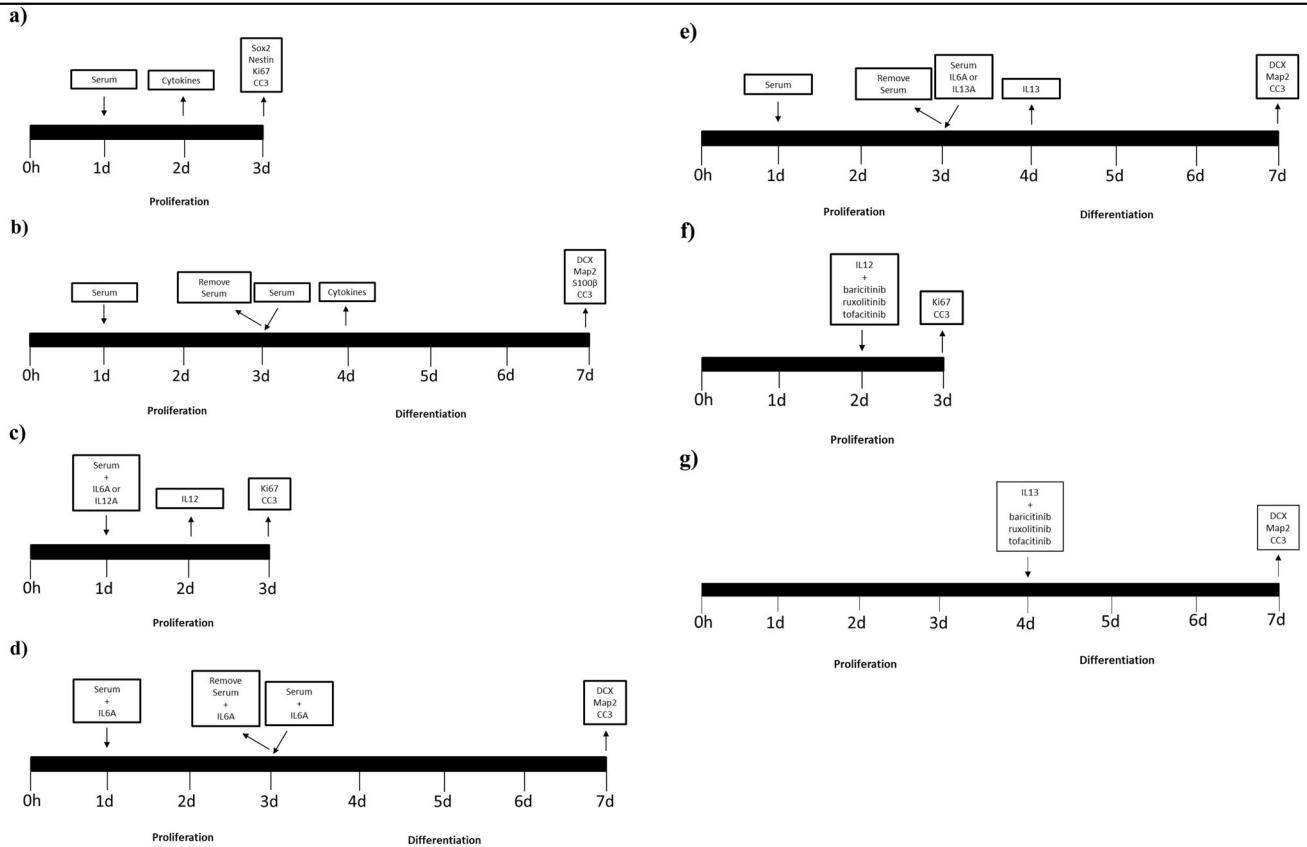 a)
Sox2
Nestin
Ki67
CC3
Serum
Cytokines
0h 1d 2d 3d
Proliferation
b)
DCX
Map2
S100β
CC3
Remove
Serum
Serum
Serum
Cytokines
0h 1d 2d 3d 4d 5d 6d 7d
Proliferation Differentiation
c)
Serum
+
IL6A or
IL12A
IL12
Ki67
CC3
0h 1d 2d 3d
Proliferation
d)
Serum
+
IL6A
Remove
Serum
+
IL6A
Serum
+
IL6A
DCX
Map2
CC3
0h 1d 2d 3d 4d 5d 6d 7d
Proliferation Differentiation
e)
Serum
Remove
Serum
Serum
IL6A or
IL13A
IL13
DCX
Map2
CC3
0h 1d 2d 3d 4d 5d 6d 7d
Proliferation Differentiation
f)
IL12
+
baricitinib
ruxolitinib
tofacitinib
Ki67
CC3
0h 1d 2d 3d
Proliferation
g)
IL13
+
baricitinib
ruxolitinib
tofacitinib
DCX
Map2
CC3
0h 1d 2d 3d 4d 5d 6d 7d
Proliferation Differentiation